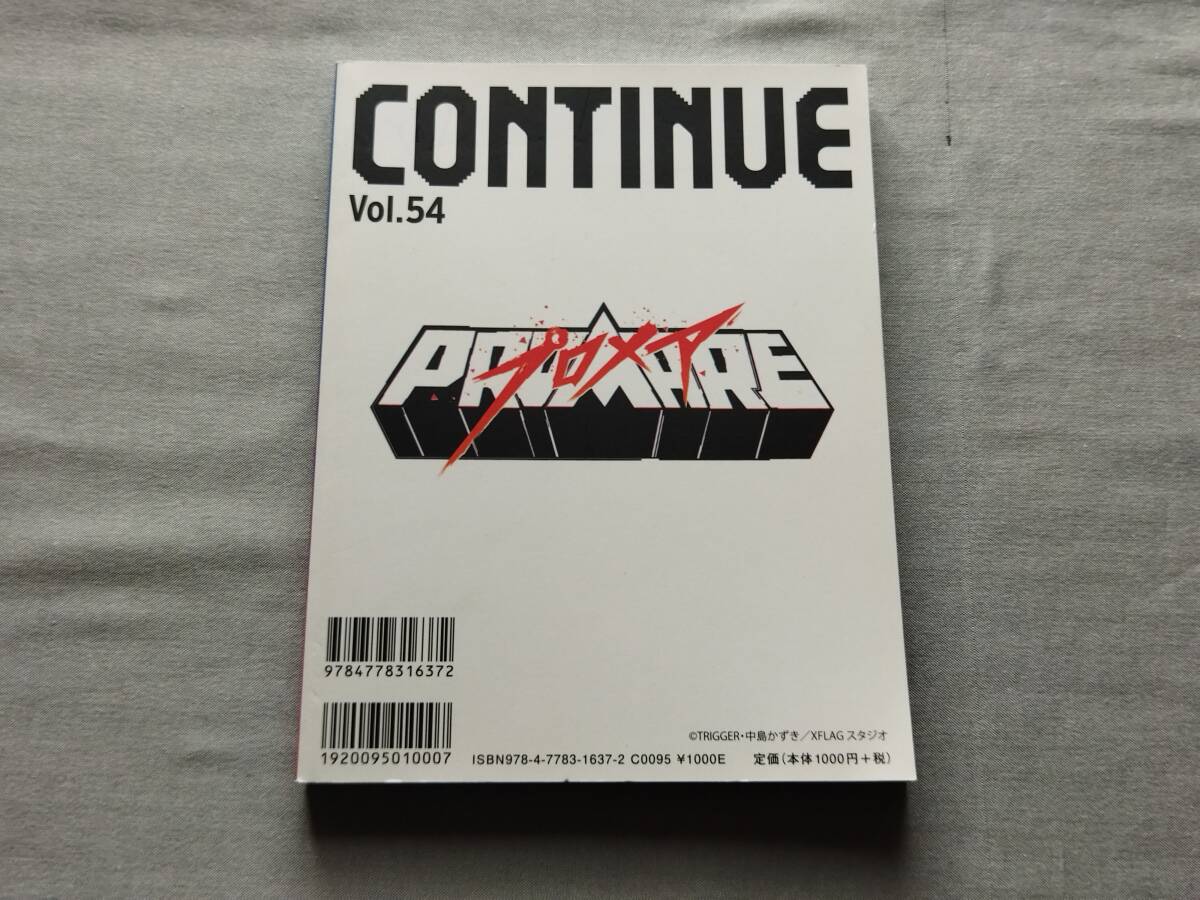 CONTINUE
Vol.54
PROMARE
プロメア
9784778316372
1920095010007
©TRIGGER・中島かずき／XFLAG スタジオ
ISBN978-4-7783-1637-2 C0095 ¥1000E 定価(本体1000円+税)